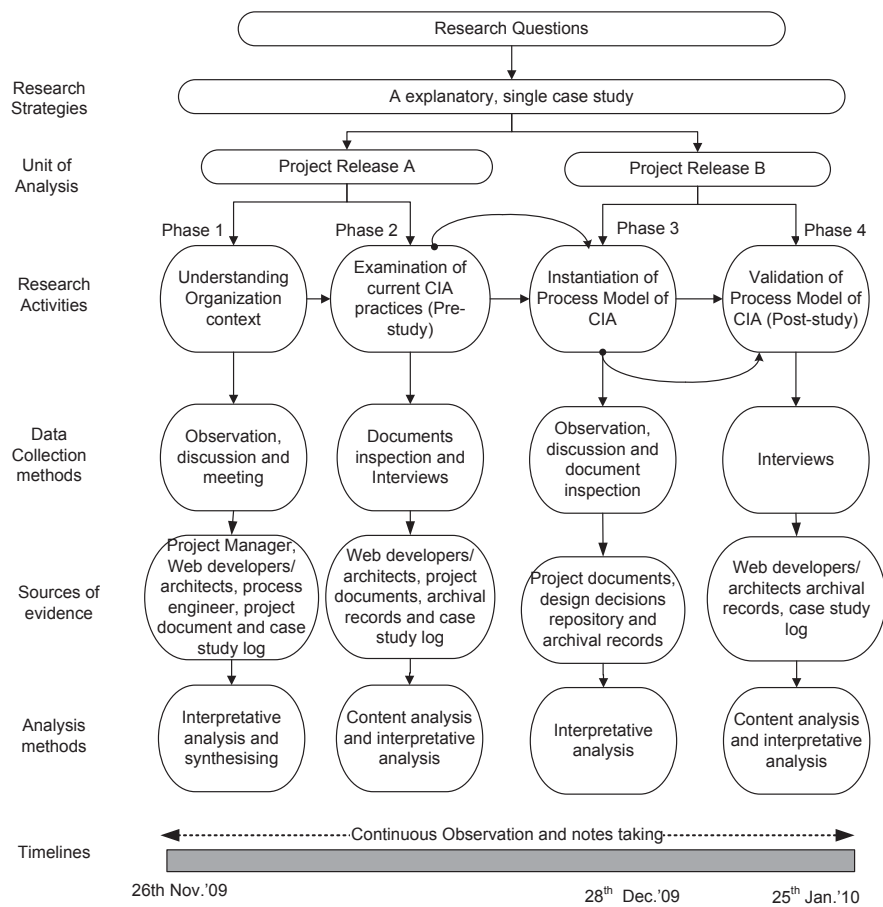 Research Questions
Research
Strategies
A explanatory, single case study
Unit of
Analysis
Project Release A
Project Release B
Phase 1
Phase 2
Phase 3
Phase 4
Research
Activities
Understanding
Organization
context
Examination of
current CIA
practices (Pre-
study)
Instantiation of
Process Model of
CIA
Validation of
Process Model of
CIA (Post-study)
Data
Collection
methods
Observation,
discussion and
meeting
Documents
inspection and
Interviews
Observation,
discussion and
document
inspection
Interviews
Sources of
evidence
Project Manager,
Web developers/
architects, process
engineer, project
document and case
study log
Web developers/
architects, project
documents, archival
records and case
study log
Project documents,
design decisions
repository and
archival records
Web developers/
architects archival
records, case study
log
Analysis
methods
Interpretative
analysis and
synthesising
Content analysis
and interpretative
analysis
Interpretative
analysis
Content analysis
and interpretative
analysis
Timelines
Continuous Observation and notes taking
26th Nov.'09
28th Dec.'09
25th Jan.'10